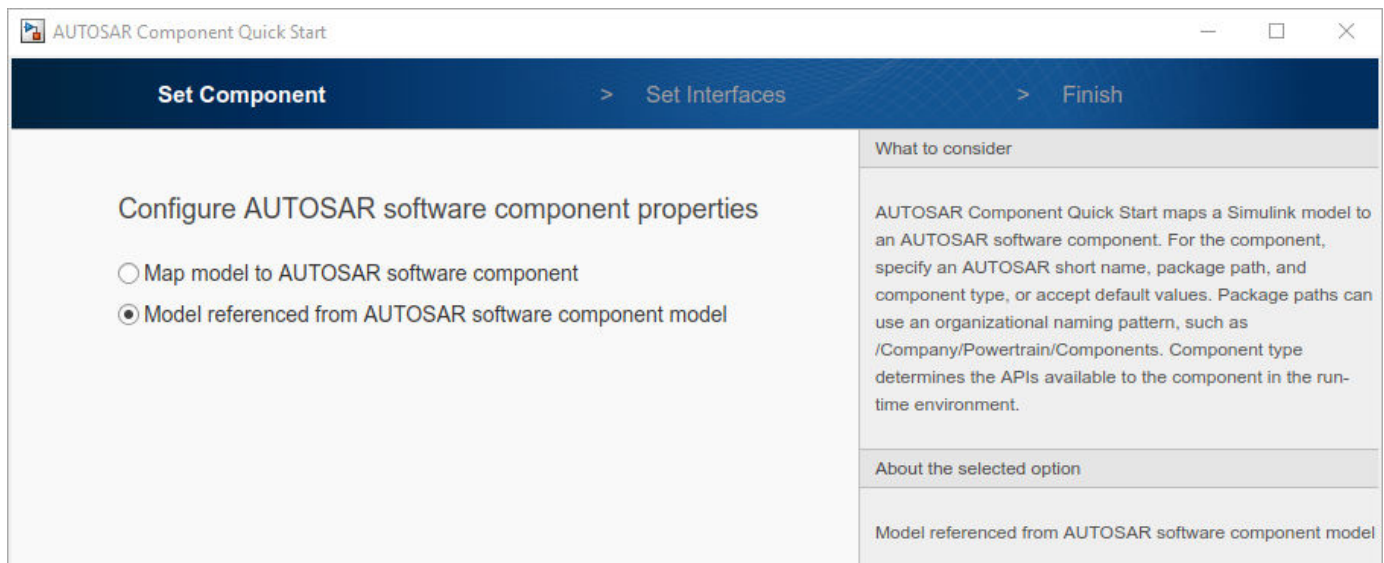 AUTOSAR Component Quick Start
Set Component > Set Interfaces > Finish
Configure AUTOSAR software component properties
Map model to AUTOSAR software component
Model referenced from AUTOSAR software component model
What to consider
AUTOSAR Component Quick Start maps a Simulink model to
an AUTOSAR software component. For the component,
specify an AUTOSAR short name, package path, and
component type, or accept default values. Package paths can
use an organizational naming pattern, such as
/Company/Powertrain/Components. Component type
determines the APIs available to the component in the run-
time environment.
About the selected option
Model referenced from AUTOSAR software component model